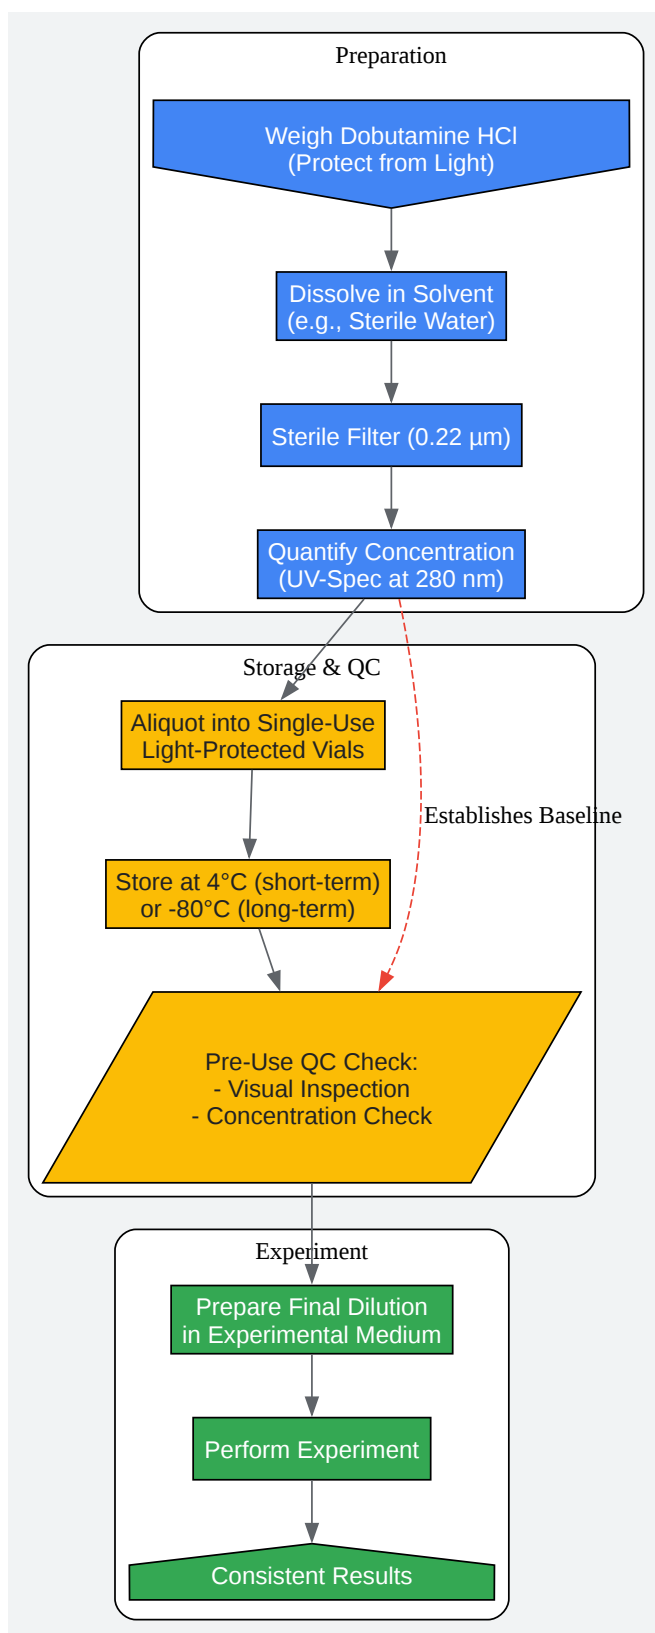 Preparation
Weigh Dobutamine HCl
(Protect from Light)
Dissolve in Solvent
(e.g., Sterile Water)
Sterile Filter (0.22 µm)
Quantify Concentration
(UV-Spec at 280 nm)
Storage & QC
Aliquot into Single-Use
Light-Protected Vials
Establishes Baseline
Store at 4°C (short-term)
or -80°C (long-term)
Pre-Use QC Check:
- Visual Inspection
- Concentration Check
Experiment
Prepare Final Dilution
in Experimental Medium
Perform Experiment
Consistent Results